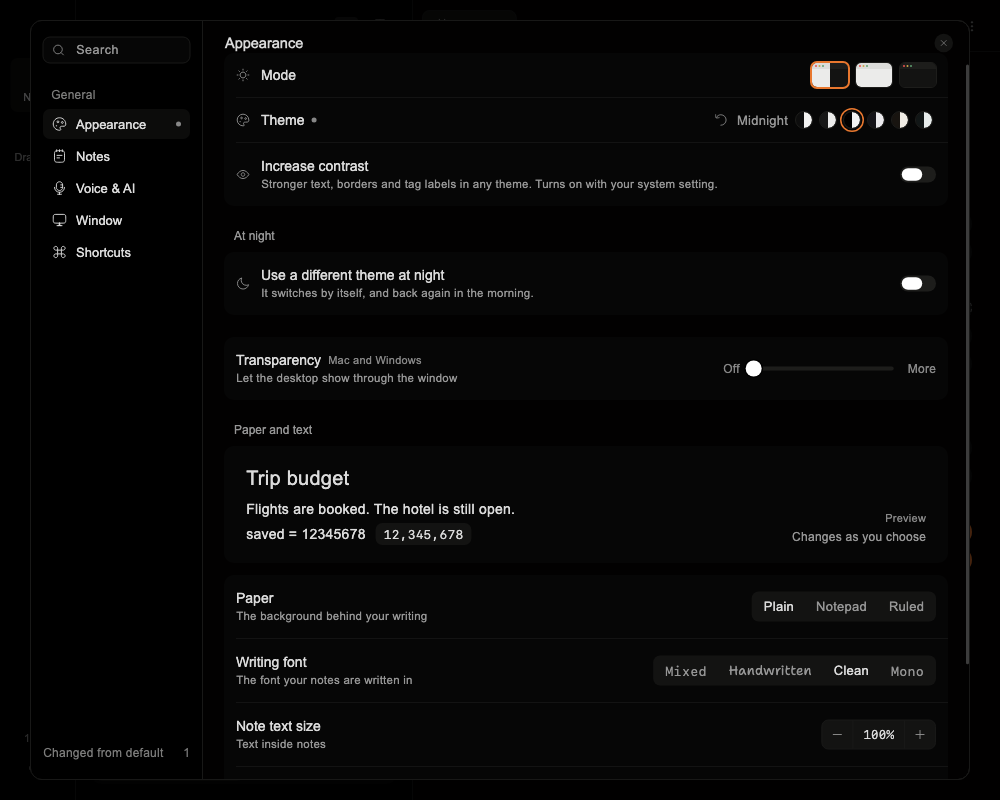 Search
General
Appearance
Notes
Voice & AI
Window
Shortcuts
Changed from default 1
Appearance
Mode
Theme
Midnight
Increase contrast
Stronger text, borders and tag labels in any theme. Turns on with your system setting.
At night
Use a different theme at night
It switches by itself, and back again in the morning.
Transparency Mac and Windows
Let the desktop show through the window
Off More
Paper and text
Trip budget
Flights are booked. The hotel is still open.
saved = 12345678 12,345,678
Preview
Changes as you choose
Paper
The background behind your writing
Plain Notepad Ruled
Writing font
The font your notes are written in
Mixed Handwritten Clean Mono
Note text size
Text inside notes
− 100% +